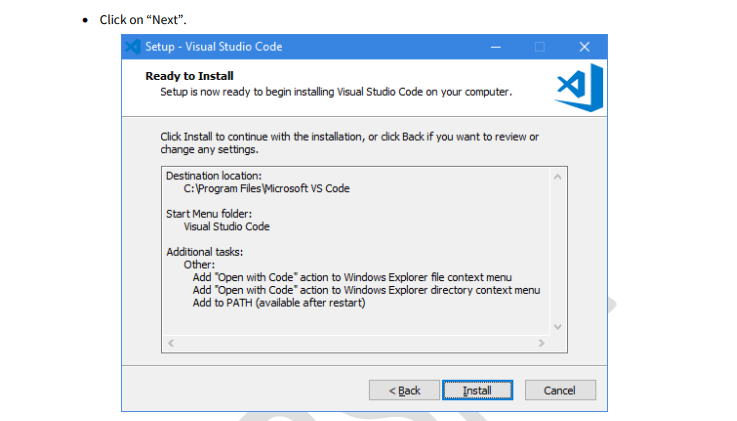 • Click on “Next”.
Setup - Visual Studio Code
Ready to Install
Setup is now ready to begin installing Visual Studio Code on your computer.
Click Install to continue with the installation, or click Back if you want to review or
change any settings.
Destination location:
C:\Program Files\Microsoft VS Code
Start Menu folder:
Visual Studio Code
Additional tasks:
Other:
Add "Open with Code" action to Windows Explorer file context menu
Add "Open with Code" action to Windows Explorer directory context menu
Add to PATH (available after restart)
< Back Install Cancel